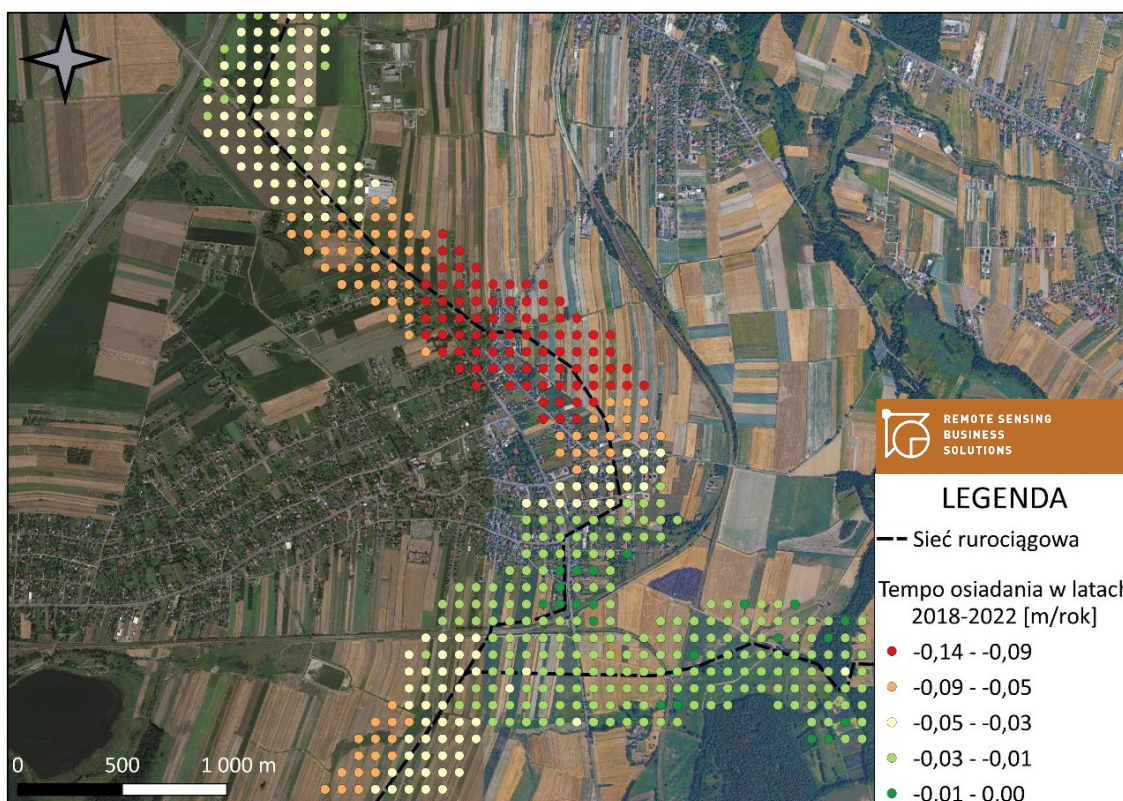 REMOTE SENSING
BUSINESS
SOLUTIONS
LEGENDA
Sieć rurociągowa
Tempo osiadania w latach
2018-2022 [m/rok]
-0,14 - -0,09
-0,09 - -0,05
-0,05 - -0,03
-0,03 - -0,01
-0,01 - 0,00
0 500 1 000 m